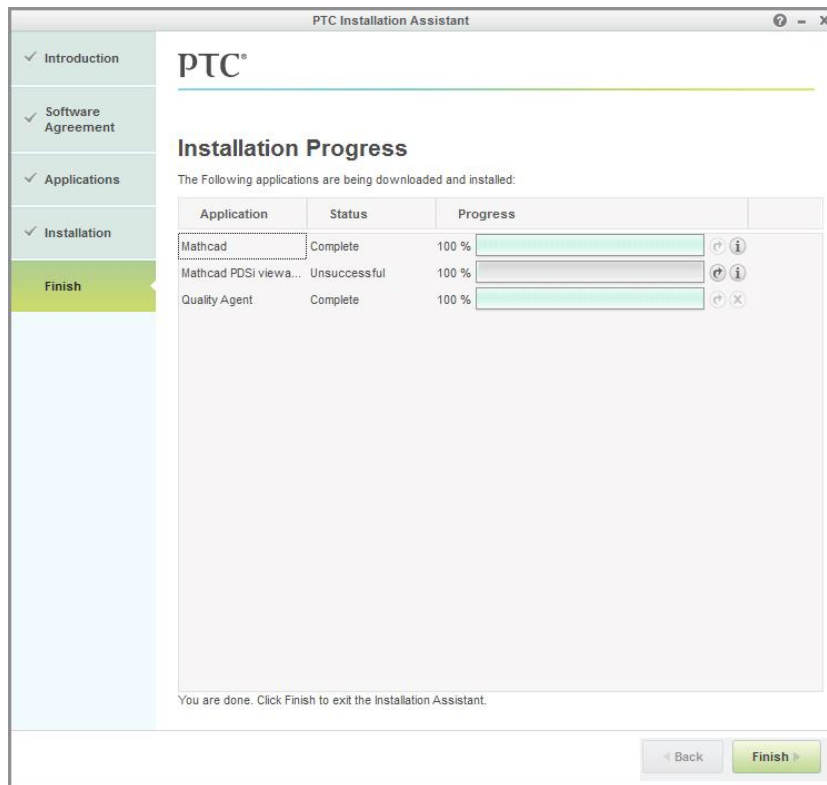 PTC Installation Assistant
Introduction
Software
Agreement
Applications
Installation
Finish
PTC®
Installation Progress
The Following applications are being downloaded and installed:
Application Status Progress
Mathcad Complete 100 %
Mathcad PDSi viewa... Unsuccessful 100 %
Quality Agent Complete 100 %
You are done. Click Finish to exit the Installation Assistant.
Back Finish